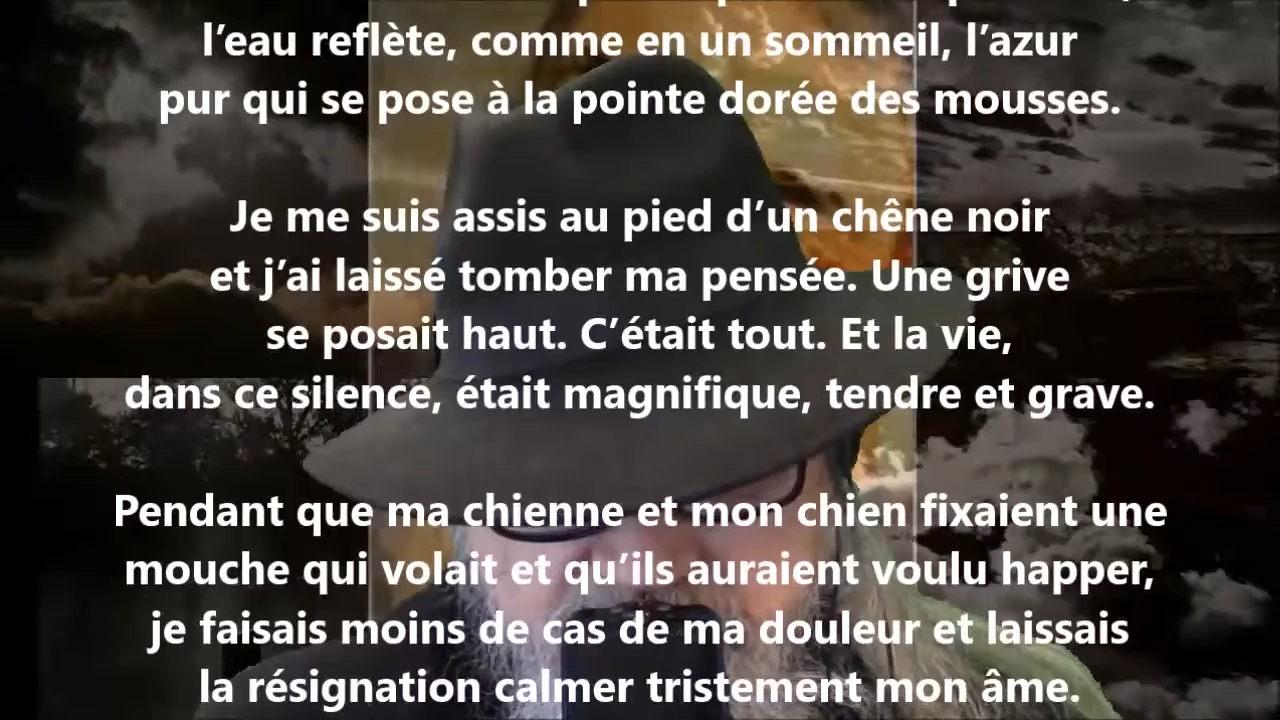 l’eau reflète, comme en un sommeil, l’azur
pur qui se pose à la pointe dorée des mousses.
Je me suis assis au pied d’un chêne noir
et j’ai laissé tomber ma pensée. Une grive
se posait haut. C’était tout. Et la vie,
dans ce silence, était magnifique, tendre et grave.
Pendant que ma chienne et mon chien fixaient une
mouche qui volait et qu’ils auraient voulu happer,
je faisais moins de cas de ma douleur et laissais
la résignation calmer tristement mon âme.